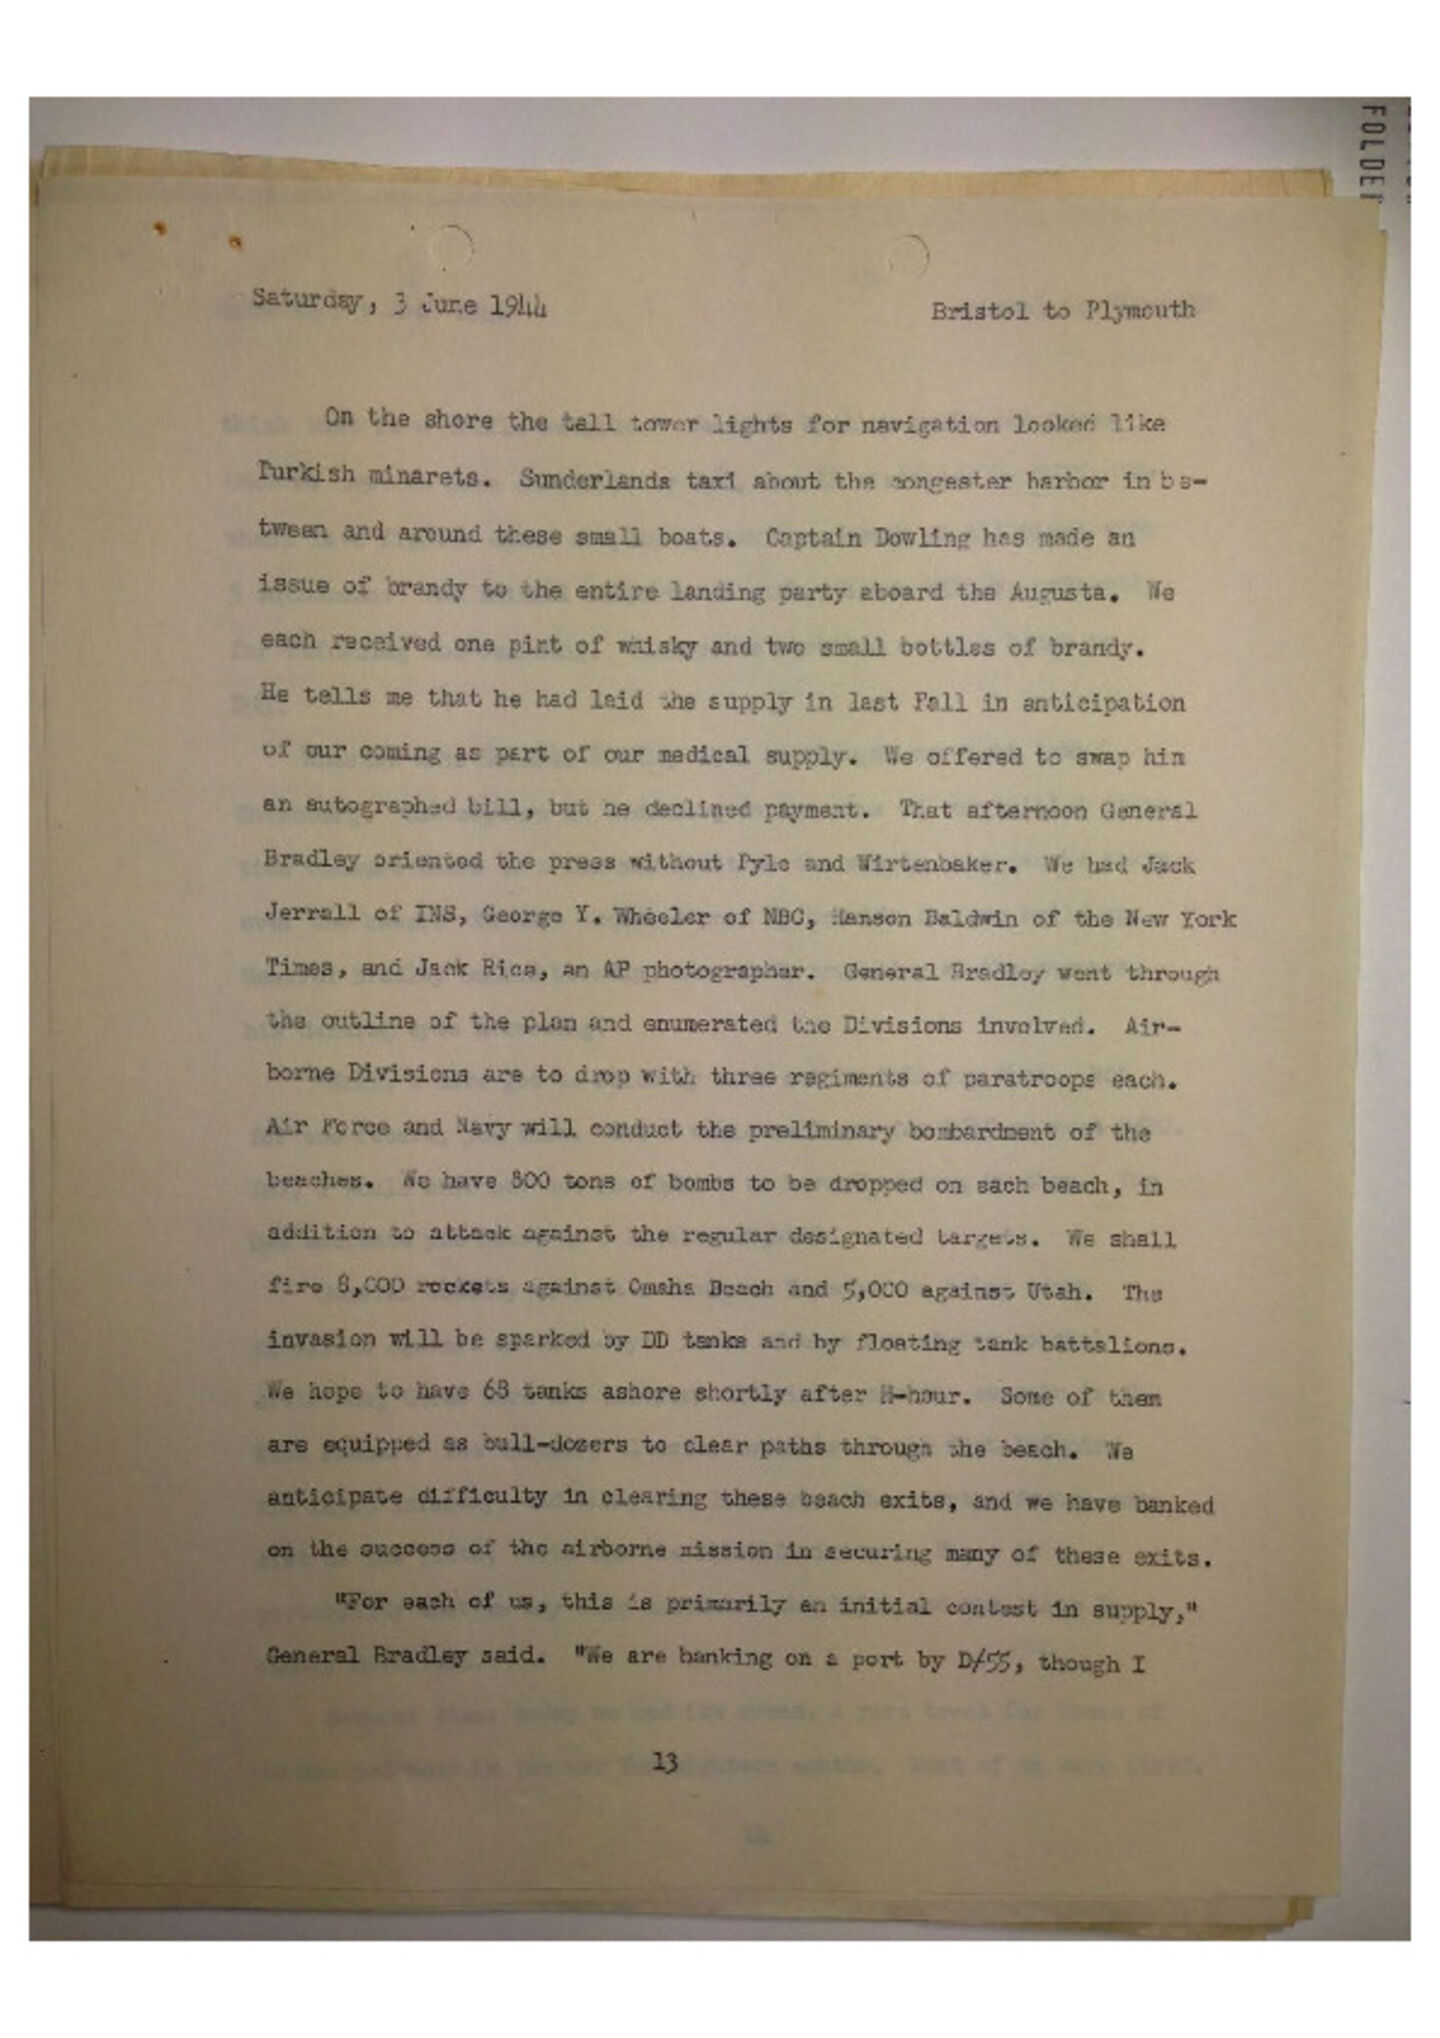 FOLDER
Saturday, 3 June 1944
Bristol to Plymouth
On the shore the tall tower lights for navigation looked like
Turkish minarets. Sunderlands taxi about the congester harbor in be-
tween and around these small boats. Captain Dowling has made an
issue of brandy to the entire landing party aboard the Augusta. We
each received one pint of whisky and two small bottles of brandy.
He tells me that he had laid the supply in last Fall in anticipation
of our coming as part of our medical supply. We offered to swap him
an autographed bill, but he declined payment. That afternoon General
Bradley oriented the press without Pyle and Wirtenbaker. We had Jack
Jerrall of INS, George Y. Wheeler of NBC, Hanson Baldwin of the New York
Times, and Jack Rice, an AP photographer. General Bradley went through
the outline of the plan and enumerated the Divisions involved. Air-
borne Divisions are to drop with three regiments of paratroops each.
Air Force and Navy will conduct the preliminary bombardment of the
beaches. We have 800 tons of bombs to be dropped on each beach, in
addition to attack against the regular designated targets. We shall
fire 8,000 rockets against Omaha Beach and 5,000 against Utah. The
invasion will be sparked by DD tanks and by floating tank battalions.
We hope to have 68 tanks ashore shortly after H-hour. Some of them
are equipped as bull-dozers to clear paths through the beach. We
anticipate difficulty in clearing these beach exits, and we have banked
on the success of the airborne mission in securing many of these exits.
"For each of us, this is primarily an initial contest in supply,"
General Bradley said. "We are banking on a port by D/55, though I
13